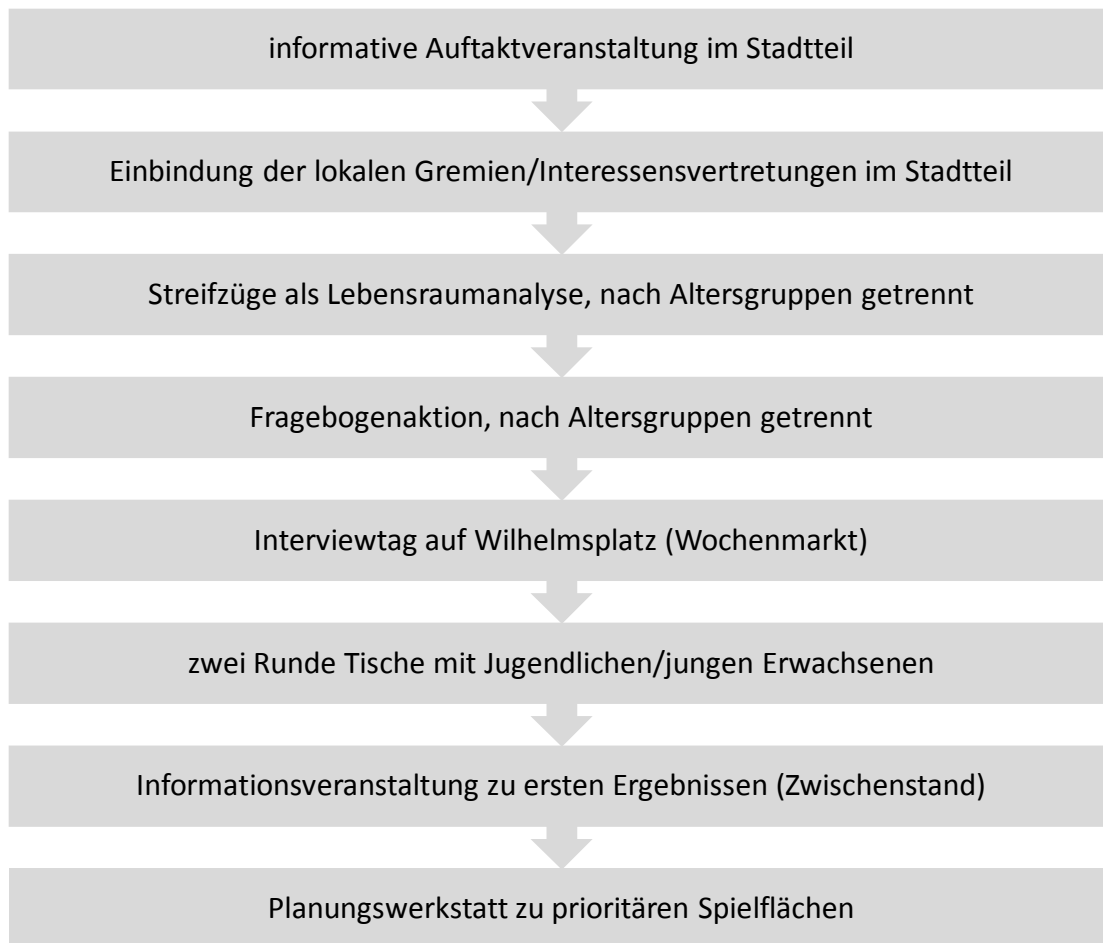 informative Auftaktveranstaltung im Stadtteil
Einbindung der lokalen Gremien/Interessensvertretungen im Stadtteil
Streifzüge als Lebensraumanalyse, nach Altersgruppen getrennt
Fragebogenaktion, nach Altersgruppen getrennt
Interviewtag auf Wilhelmsplatz (Wochenmarkt)
zwei Runde Tische mit Jugendlichen/jungen Erwachsenen
Informationsveranstaltung zu ersten Ergebnissen (Zwischenstand)
Planungswerkstatt zu prioritären Spielflächen